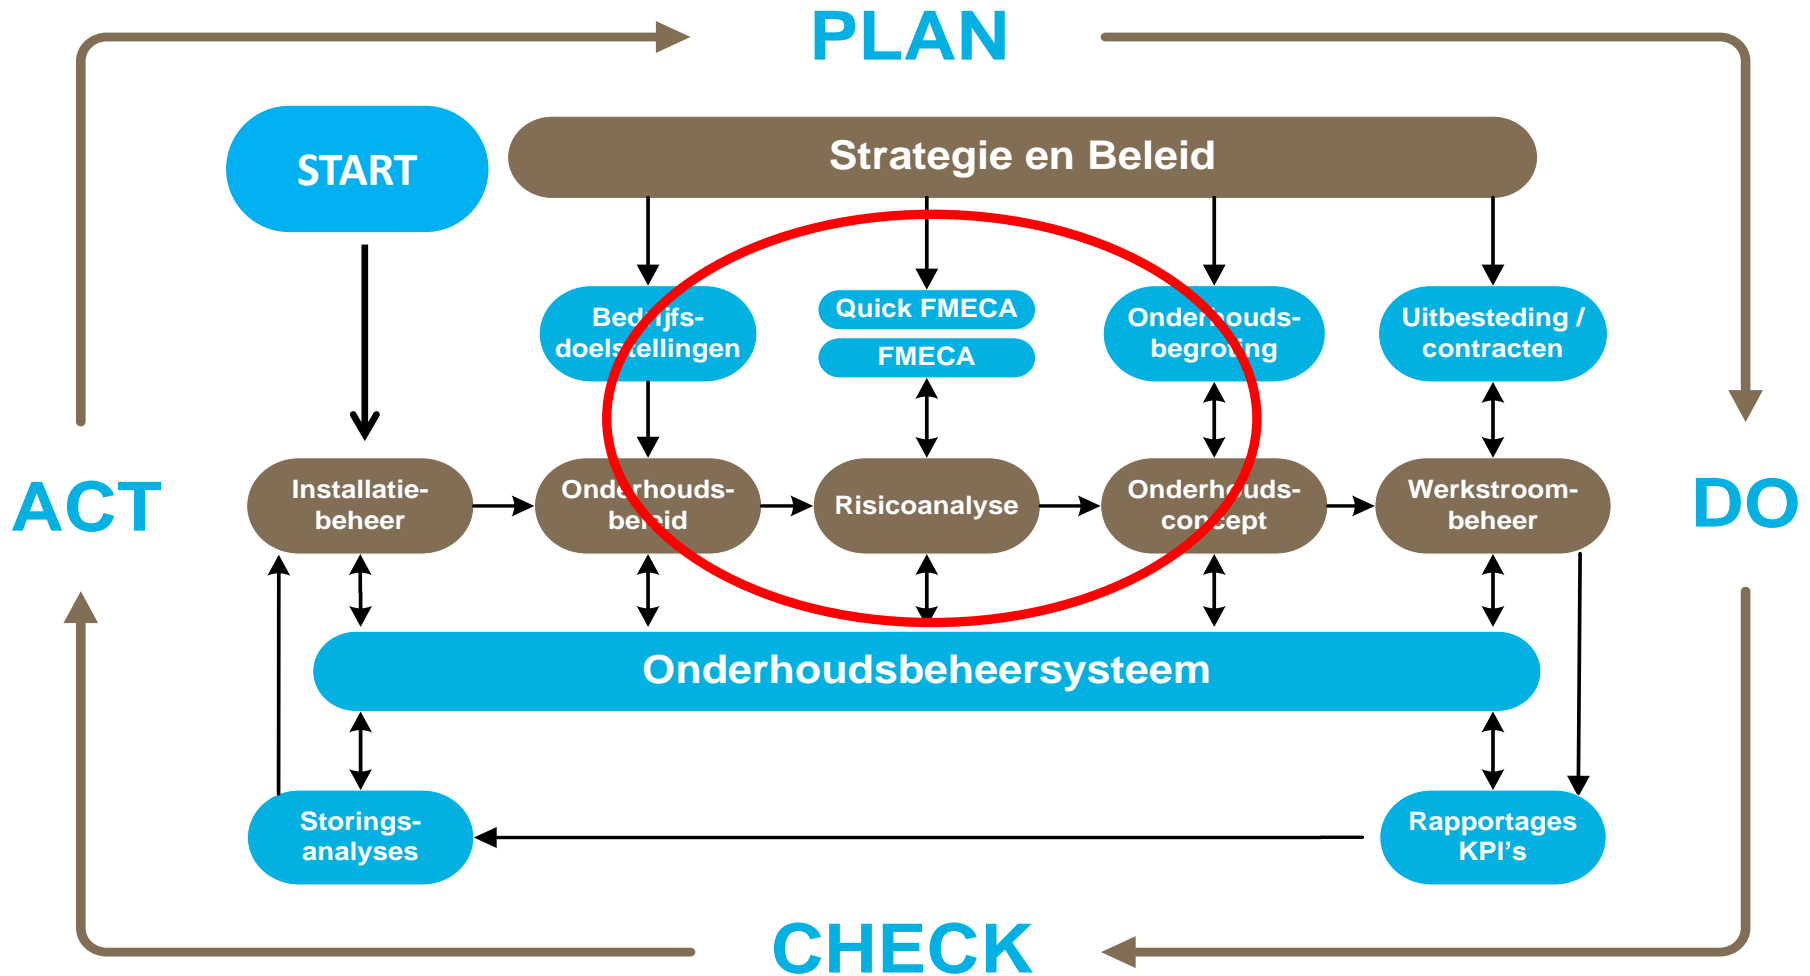 PLAN
START
Strategie en Beleid
Bedrijfs-
doelstellingen
Quick FMECA
FMECA
Onderhouds-
begroting
Uitbesteding /
contracten
ACT
Installatie-
beheer
Onderhouds-
beleid
Risicoanalyse
Onderhouds-
concept
Werkstroom-
beheer
DO
Onderhoudsbeheersysteem
Storings-
analyses
Rapportages
KPI's
CHECK